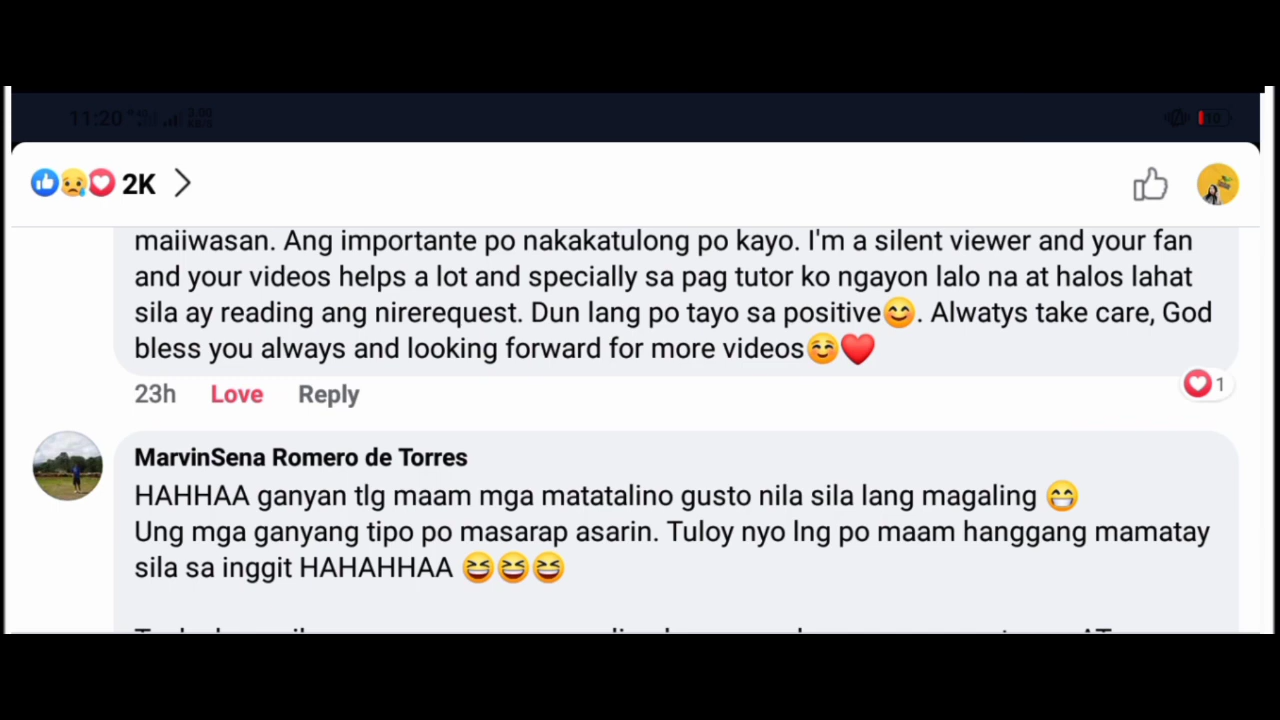 11:20
10
2K
maiiwasan. Ang importante po nakakatulong po kayo. I'm a silent viewer and your fan
and your videos helps a lot and specially sa pag tutor ko ngayon lalo na at halos lahat
sila ay reading ang nirerequest. Dun lang po tayo sa positive😊. Alwatys take care, God
bless you always and looking forward for more videos☺️❤️
23h Love Reply
1
MarvinSena Romero de Torres
HAHHAA ganyan tlg maam mga matatalino gusto nila sila lang magaling 😁
Ung mga ganyang tipo po masarap asarin. Tuloy nyo lng po maam hanggang mamatay
sila sa inggit HAHAHHAA 😆😆😆